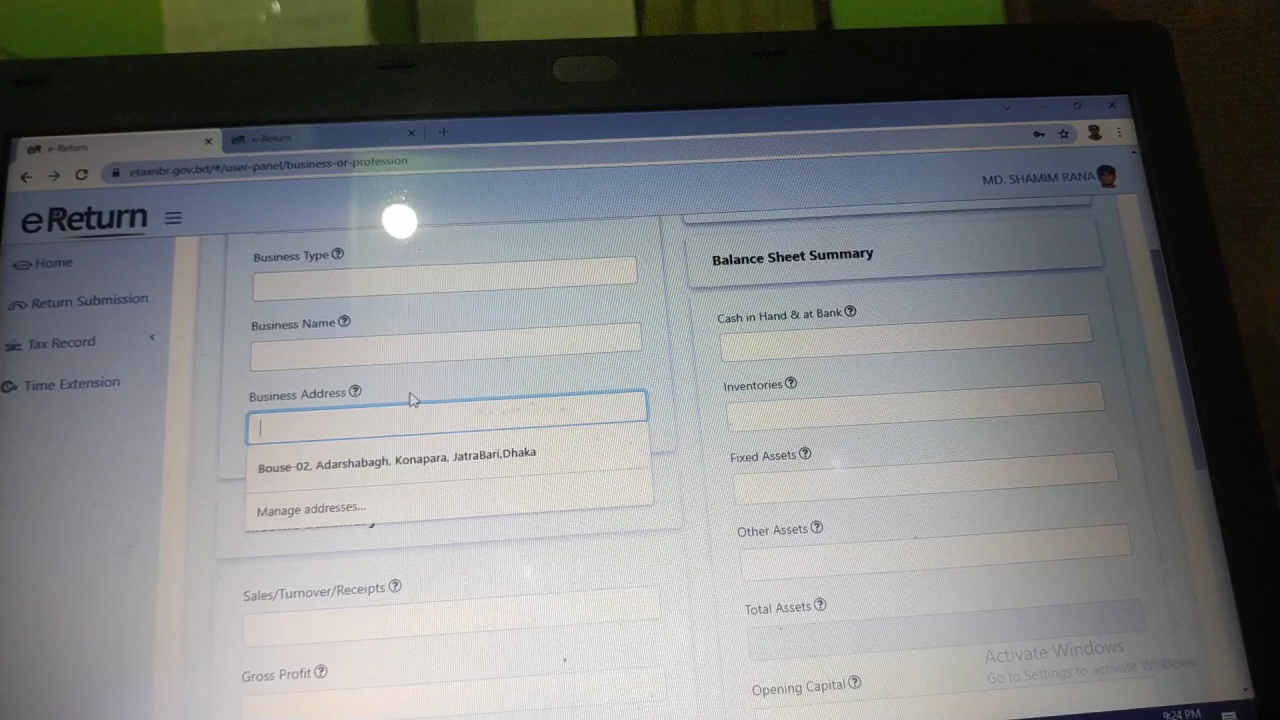 e-Return
e-Return
etaxnbr.gov.bd/#/user-panel/business-or-profession
MD. SHAMIM RANA
eReturn
Home
Return Submission
Tax Record
Time Extension
Business Type
Business Name
Business Address
Bouse-02, Adarshabagh, Konapara, JatraBari,Dhaka
Manage addresses...
Sales/Turnover/Receipts
Gross Profit
Balance Sheet Summary
Cash in Hand & at Bank
Inventories
Fixed Assets
Other Assets
Total Assets
Opening Capital
Activate Windows
Go to Settings to activate Windows.
9:24 PM